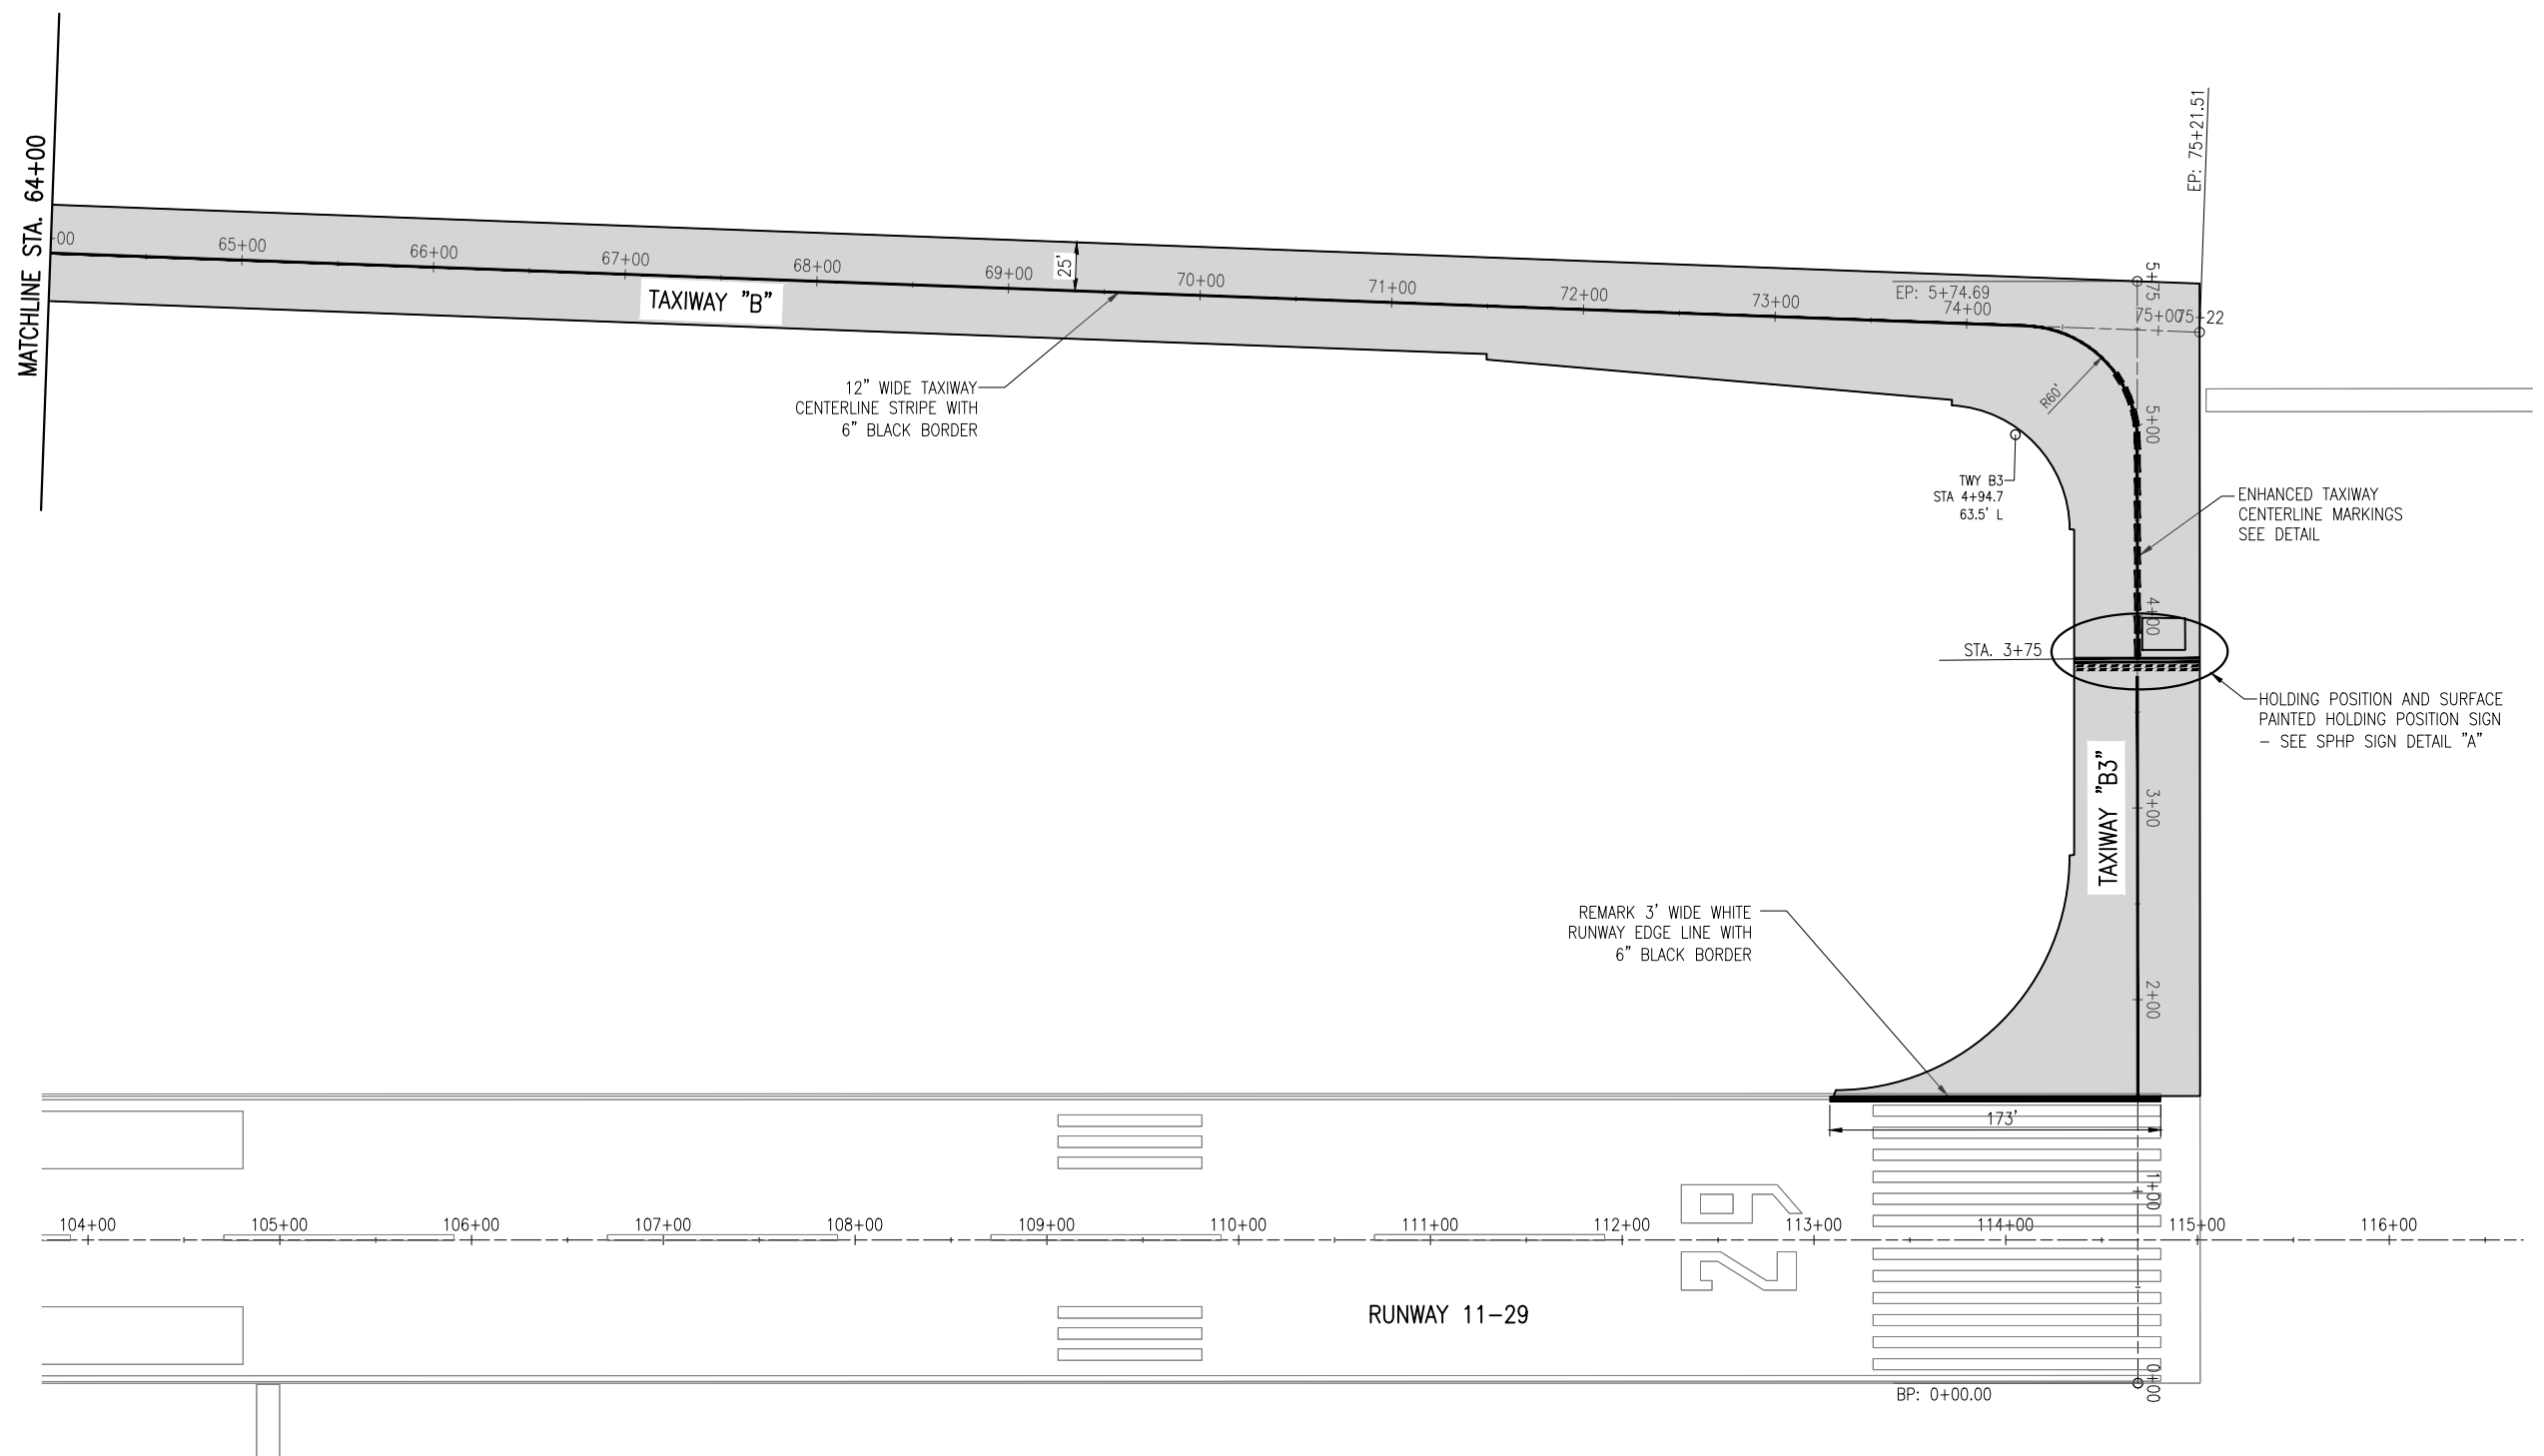 MATCHLINE STA. 64+00
EP: 75+21.51
-00
65+00
66+00
67+00
68+00
69+00
70+00
71+00
72+00
73+00
74+00
75+00
75+22
25'
TAXIWAY "B"
EP: 5+74.69
5+75
12" WIDE TAXIWAY
CENTERLINE STRIPE WITH
6" BLACK BORDER
R60'
5+00
TWY B3
STA 4+94.7
63.5' L
ENHANCED TAXIWAY
CENTERLINE MARKINGS
SEE DETAIL
4+00
STA. 3+75
HOLDING POSITION AND SURFACE
PAINTED HOLDING POSITION SIGN
- SEE SPHP SIGN DETAIL "A"
TAXIWAY "B3"
3+00
REMARK 3' WIDE WHITE
RUNWAY EDGE LINE WITH
6" BLACK BORDER
2+00
173'
1+00
104+00
105+00
106+00
107+00
108+00
109+00
110+00
111+00
112+00
113+00
114+00
115+00
116+00
29
RUNWAY 11-29
0+00
BP: 0+00.00